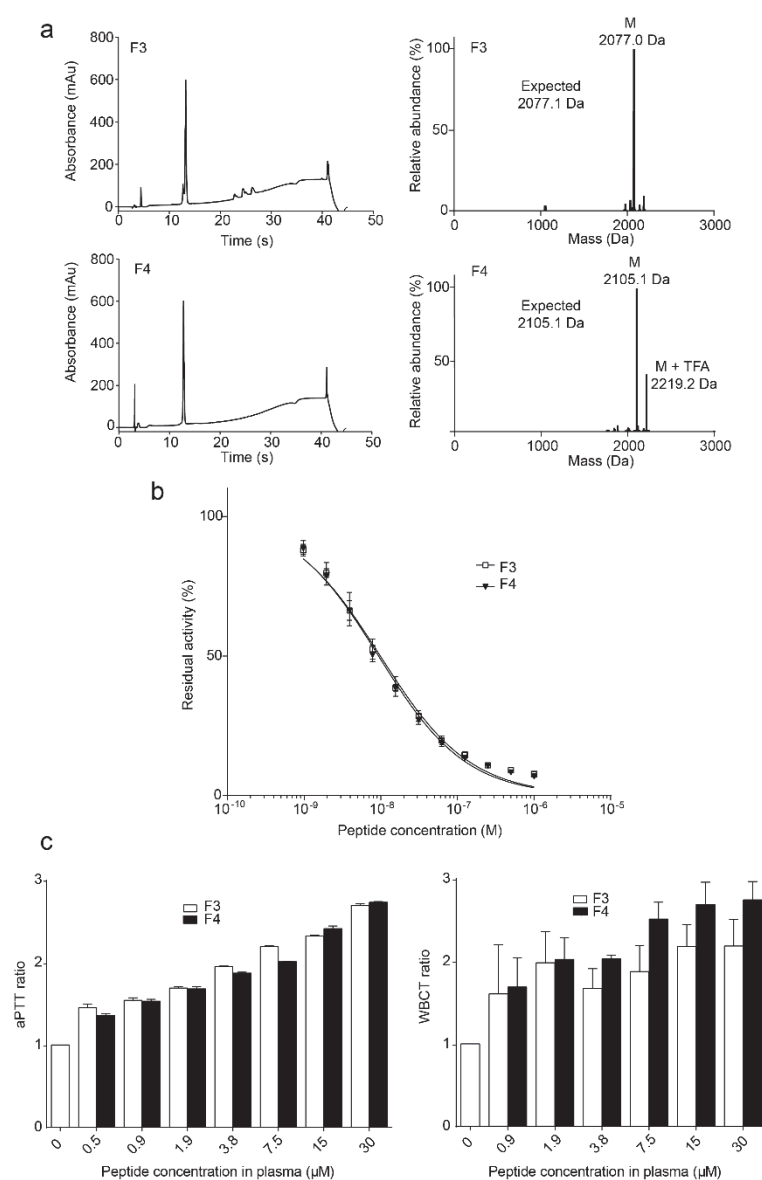 a
F3
800
600
400
200
0
Absorbance (mAu)
0 10 20 30 40 50
Time (s)
F3
M
2077.0 Da
Expected
2077.1 Da
100
50
Relative abundance (%)
0 1000 2000 3000
Mass (Da)
F4
800
600
400
200
0
Absorbance (mAu)
0 10 20 30 40 50
Time (s)
F4
M
2105.1 Da
Expected
2105.1 Da
M + TFA
2219.2 Da
100
50
Relative abundance (%)
0 1000 2000 3000
Mass (Da)
b
100
50
0
Residual activity (%)
F3
F4
10-10 10-9 10-8 10-7 10-6 10-5
Peptide concentration (M)
c
3
2
1
0
aPTT ratio
F3
F4
0 0.5 0.9 1.9 3.8 7.5 15 30
Peptide concentration in plasma (µM)
3
2
1
0
WBCT ratio
F3
F4
0 0.9 1.9 3.8 7.5 15 30
Peptide concentration in plasma (µM)